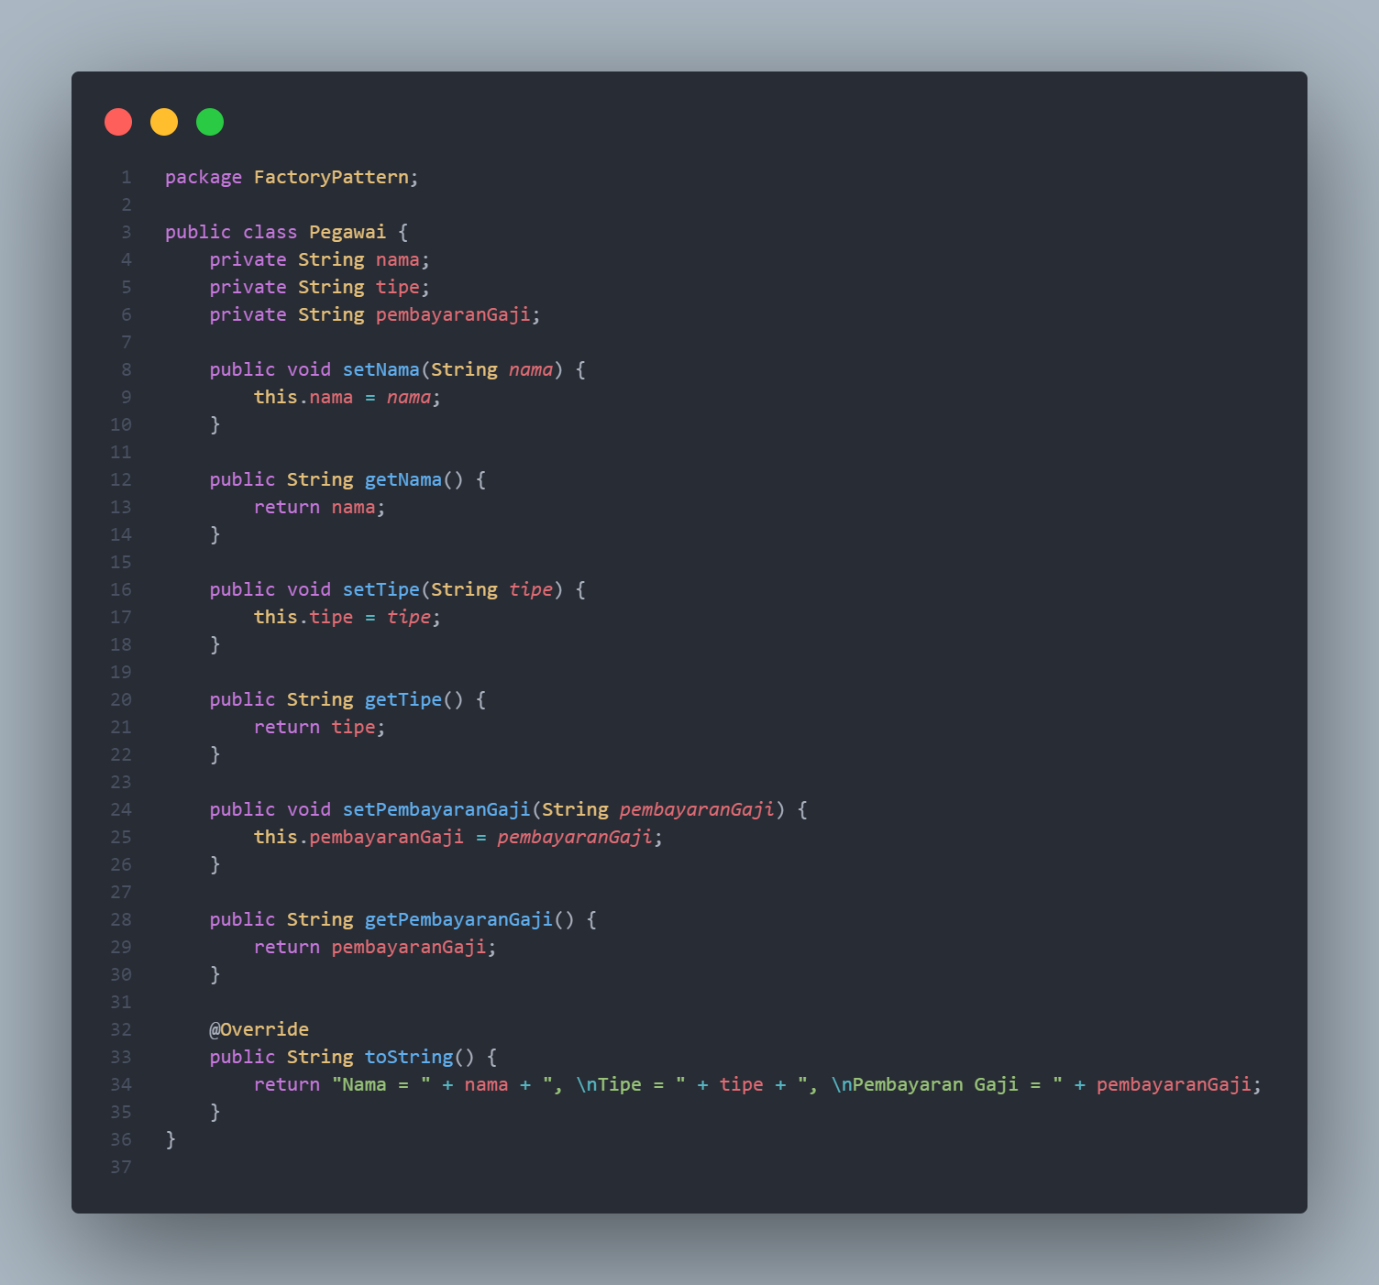 1 package FactoryPattern;
2
3 public class Pegawai {
4     private String nama;
5     private String tipe;
6     private String pembayaranGaji;
7
8     public void setNama(String nama) {
9         this.nama = nama;
10     }
11
12     public String getNama() {
13         return nama;
14     }
15
16     public void setTipe(String tipe) {
17         this.tipe = tipe;
18     }
19
20     public String getTipe() {
21         return tipe;
22     }
23
24     public void setPembayaranGaji(String pembayaranGaji) {
25         this.pembayaranGaji = pembayaranGaji;
26     }
27
28     public String getPembayaranGaji() {
29         return pembayaranGaji;
30     }
31
32     @Override
33     public String toString() {
34         return "Nama = " + nama + ", \nTipe = " + tipe + ", \nPembayaran Gaji = " + pembayaranGaji;
35     }
36 }
37